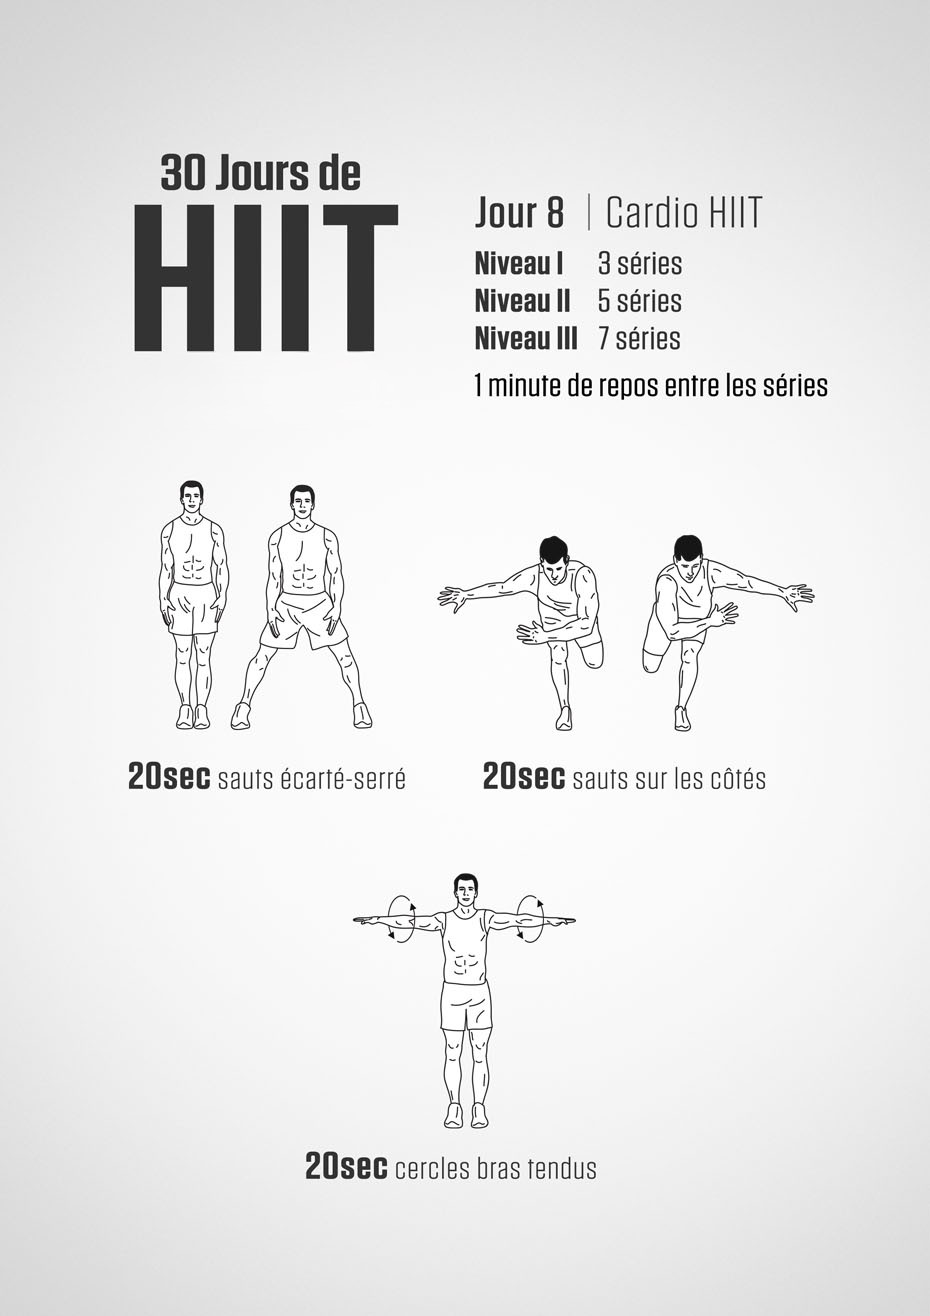 30 Jours de
HIIT
Jour 8 | Cardio HIIT
Niveau I 3 séries
Niveau II 5 séries
Niveau III 7 séries
1 minute de repos entre les séries
20sec sauts écarté-serré
20sec sauts sur les côtés
20sec cercles bras tendus